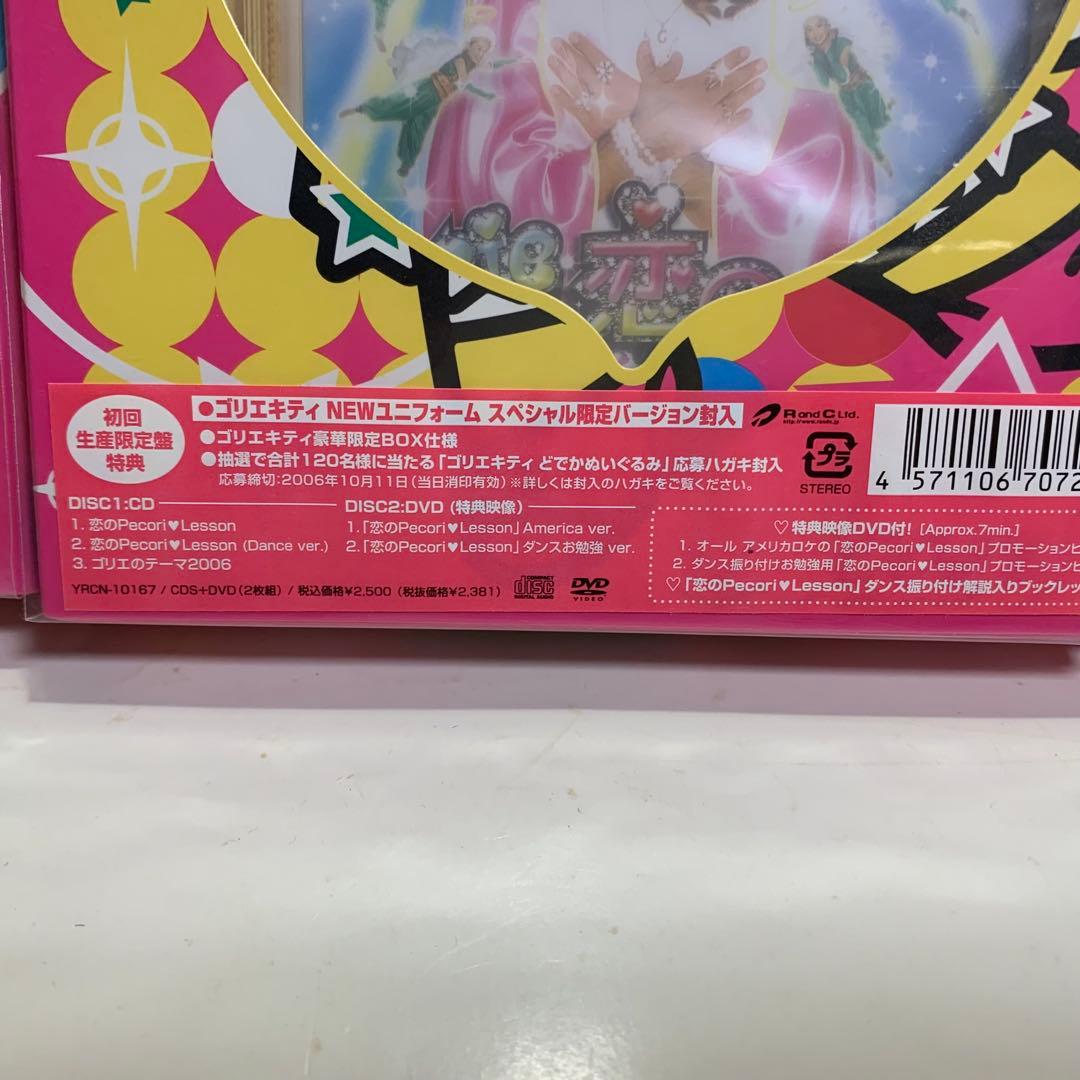 恋
初回
生産限定盤
特典
●ゴリエキティ NEWユニフォーム スペシャル限定バージョン封入
●ゴリエキティ豪華限定BOX仕様
●抽選で合計120名様に当たる「ゴリエキティ どでかぬいぐるみ」応募ハガキ封入
応募締切:2006年10月11日(当日消印有効) ※詳しくは封入のハガキをご覧ください。
R and C Ltd.
プラ
STEREO
4 571106 7072
DISC1:CD
1. 恋のPecori♥Lesson
2. 恋のPecori♥Lesson (Dance ver.)
3. ゴリエのテーマ2006
DISC2:DVD (特典映像)
1.「恋のPecori♥Lesson」America ver.
2.「恋のPecori♥Lesson」ダンスお勉強 ver.
YRCN-10167 / CDS+DVD (2枚組) / 税込価格¥2,500 (税抜価格¥2,381)
COMPACT disc DIGITAL AUDIO
DVD VIDEO
♡ 特典映像DVD付! [Approx.7min.]
1. オール アメリカロケの「恋のPecori♥Lesson」プロモーションビ
2. ダンス振り付けお勉強用「恋のPecori♥Lesson」プロモーションビ
♡「恋のPecori♥Lesson」ダンス振り付け解説入りブックレッ